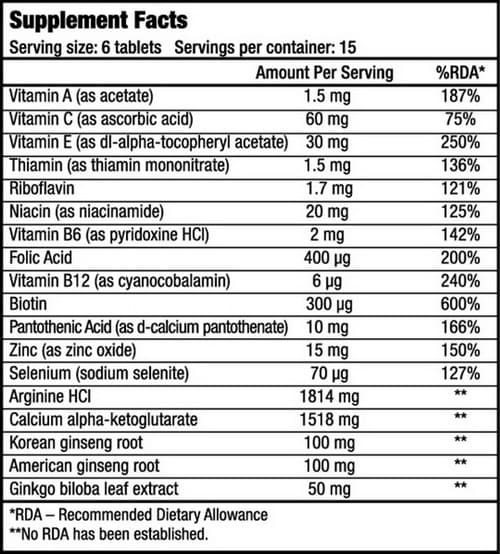 Supplement Facts
Serving size: 6 tablets Servings per container: 15
Amount Per Serving %RDA*
Vitamin A (as acetate) 1.5 mg 187%
Vitamin C (as ascorbic acid) 60 mg 75%
Vitamin E (as dl-alpha-tocopheryl acetate) 30 mg 250%
Thiamin (as thiamin mononitrate) 1.5 mg 136%
Riboflavin 1.7 mg 121%
Niacin (as niacinamide) 20 mg 125%
Vitamin B6 (as pyridoxine HCl) 2 mg 142%
Folic Acid 400 µg 200%
Vitamin B12 (as cyanocobalamin) 6 µg 240%
Biotin 300 µg 600%
Pantothenic Acid (as d-calcium pantothenate) 10 mg 166%
Zinc (as zinc oxide) 15 mg 150%
Selenium (sodium selenite) 70 µg 127%
Arginine HCl 1814 mg **
Calcium alpha-ketoglutarate 1518 mg **
Korean ginseng root 100 mg **
American ginseng root 100 mg **
Ginkgo biloba leaf extract 50 mg **
*RDA – Recommended Dietary Allowance
**No RDA has been established.